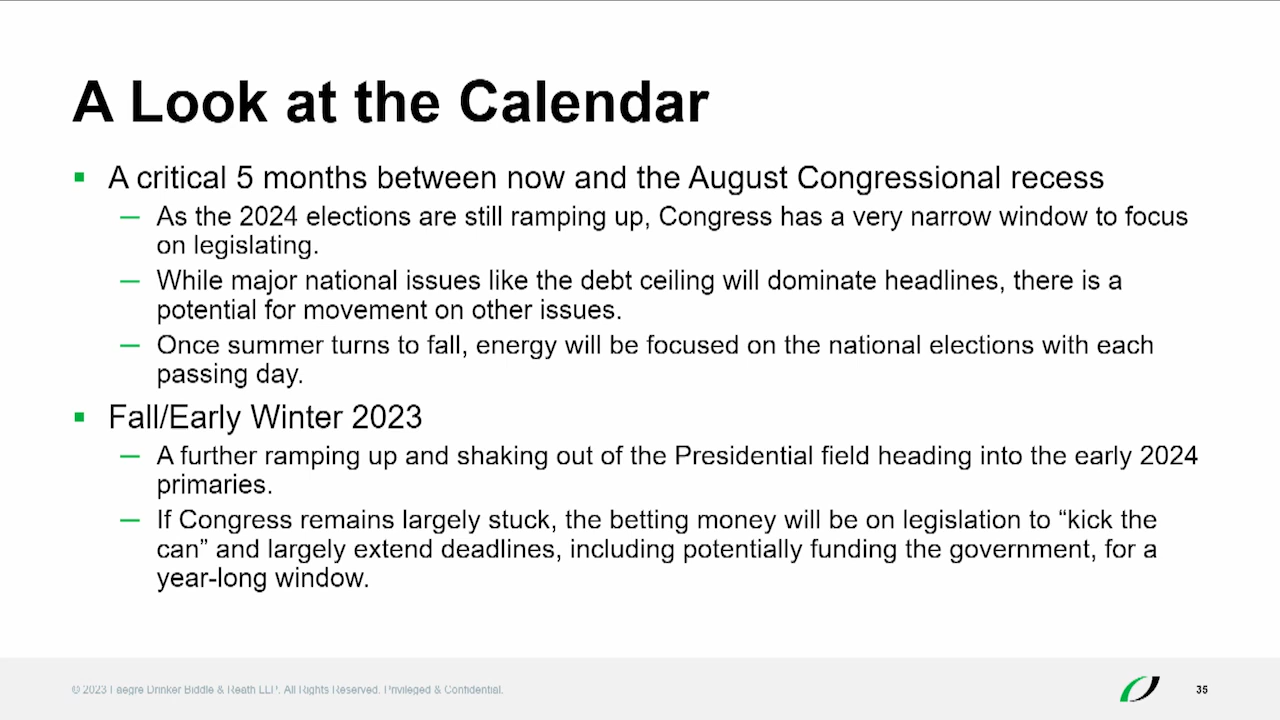 A Look at the Calendar
▪ A critical 5 months between now and the August Congressional recess
— As the 2024 elections are still ramping up, Congress has a very narrow window to focus
on legislating.
— While major national issues like the debt ceiling will dominate headlines, there is a
potential for movement on other issues.
— Once summer turns to fall, energy will be focused on the national elections with each
passing day.
▪ Fall/Early Winter 2023
— A further ramping up and shaking out of the Presidential field heading into the early 2024
primaries.
— If Congress remains largely stuck, the betting money will be on legislation to “kick the
can” and largely extend deadlines, including potentially funding the government, for a
year-long window.
© 2023 Faegre Drinker Biddle & Reath LLP. All Rights Reserved. Privileged & Confidential.
35